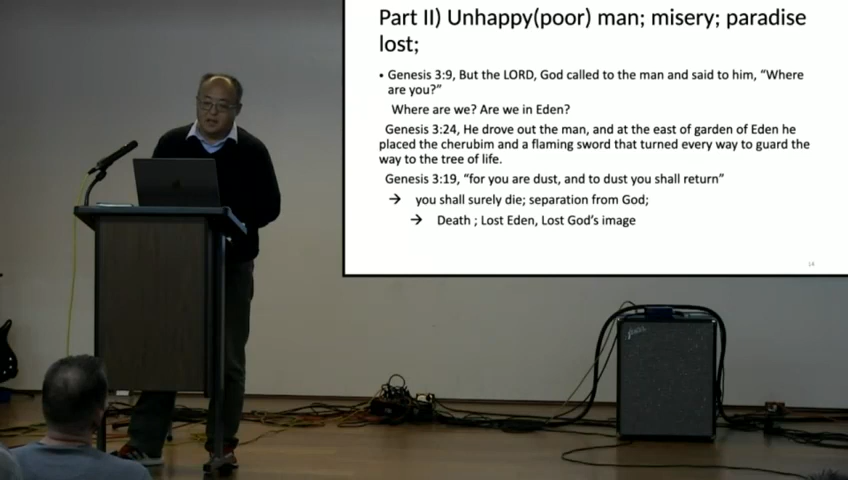 Part II) Unhappy(poor) man; misery; paradise
lost;
• Genesis 3:9, But the LORD, God called to the man and said to him, “Where
are you?”
Where are we? Are we in Eden?
Genesis 3:24, He drove out the man, and at the east of garden of Eden he
placed the cherubim and a flaming sword that turned every way to guard the
way to the tree of life.
Genesis 3:19, “for you are dust, and to dust you shall return”
→ you shall surely die; separation from God;
→ Death ; Lost Eden, Lost God’s image
14